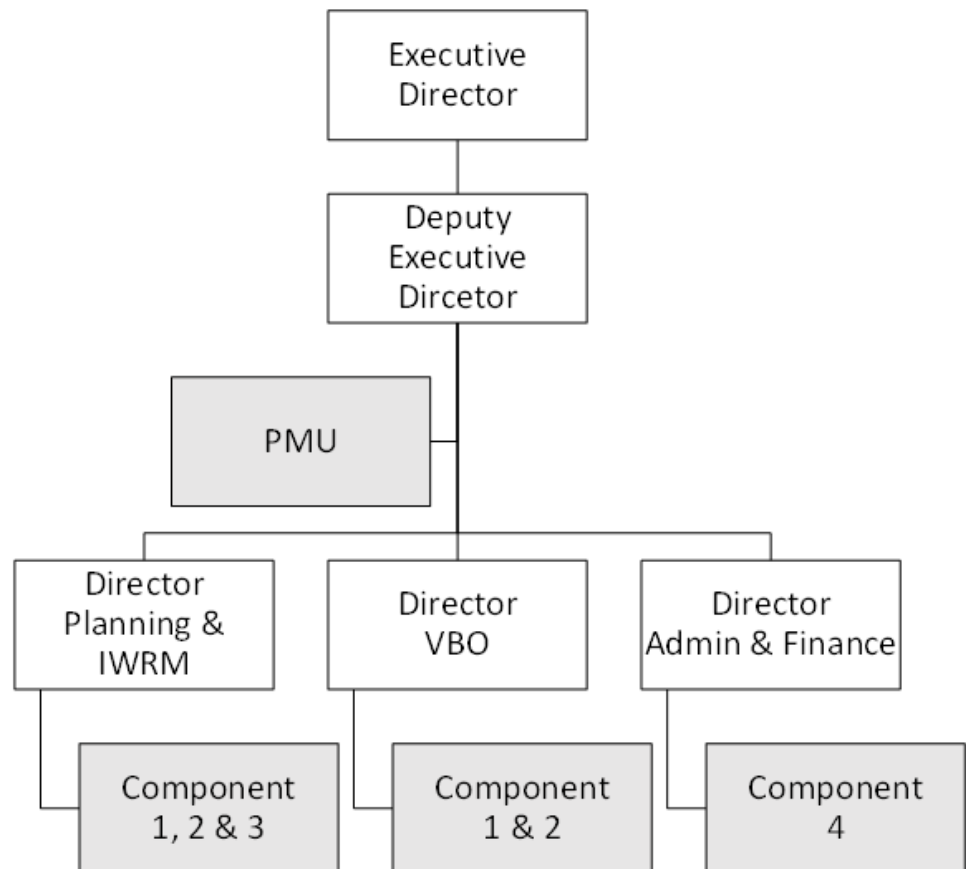 Executive
Director
Deputy
Executive
Dircetor
PMU
Director
Planning &
IWRM
Director
VBO
Director
Admin & Finance
Component
1, 2 & 3
Component
1 & 2
Component
4